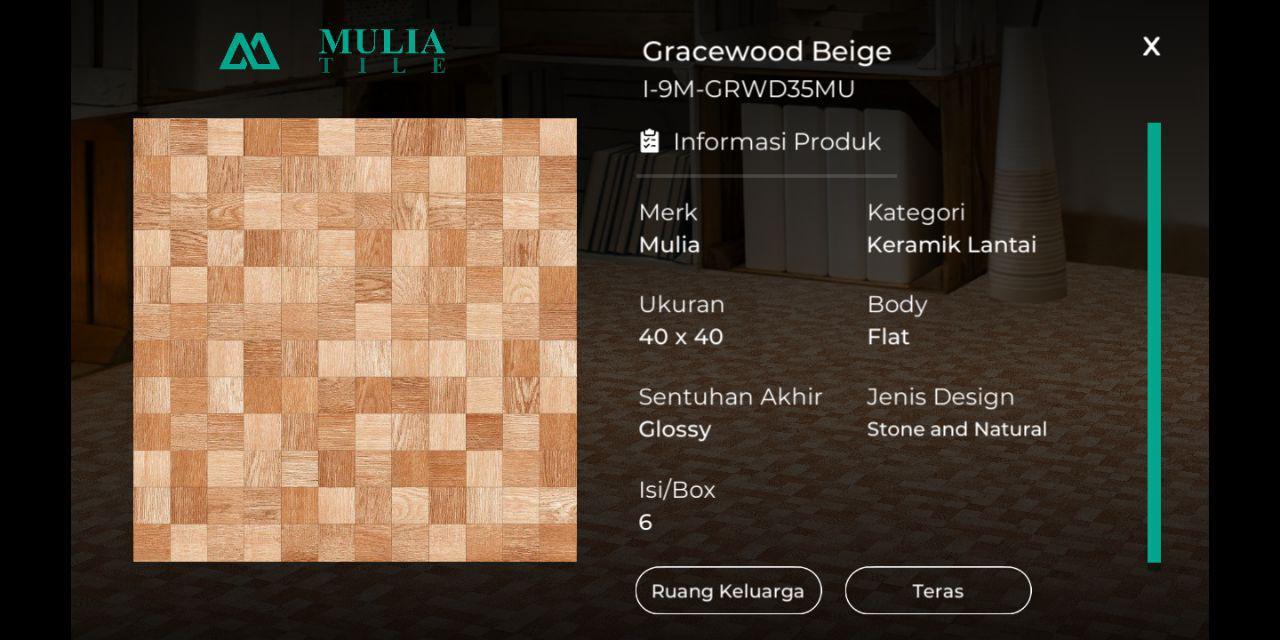 MULIA
TILE
Gracewood Beige
X
I-9M-GRWD35MU
Informasi Produk
Merk
Mulia
Kategori
Keramik Lantai
Ukuran
40 x 40
Body
Flat
Sentuhan Akhir
Glossy
Jenis Design
Stone and Natural
Isi/Box
6
Ruang Keluarga
Teras